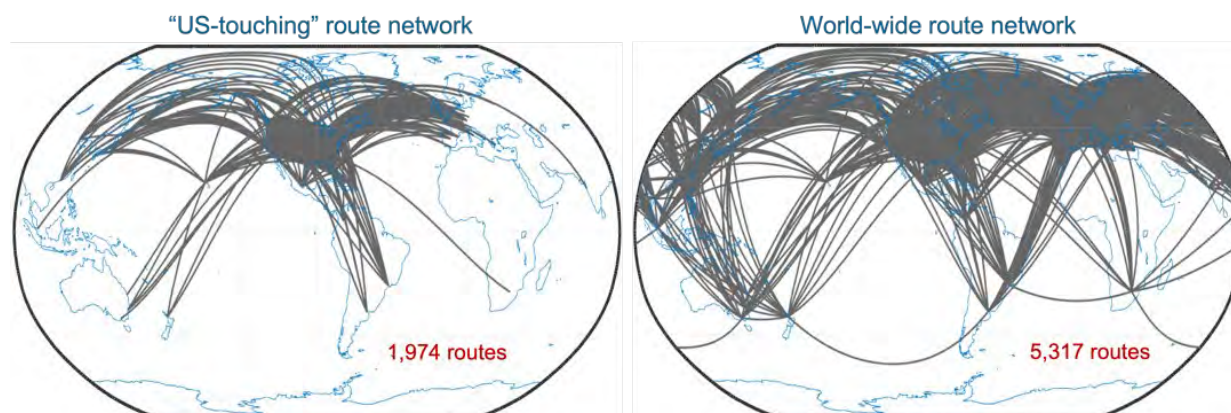 “US-touching” route network
World-wide route network
1,974 routes
5,317 routes